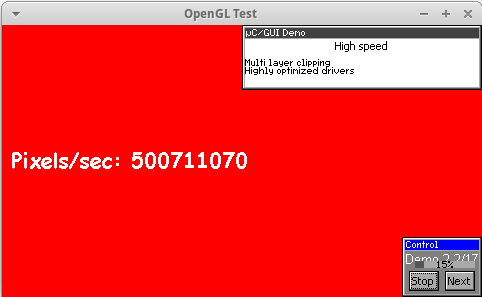 OpenGL Test
µC/GUI Demo
High speed
Multi layer clipping
Highly optimized drivers
Pixels/sec: 500711070
Control
Demo 2.2/17
15%
Stop Next